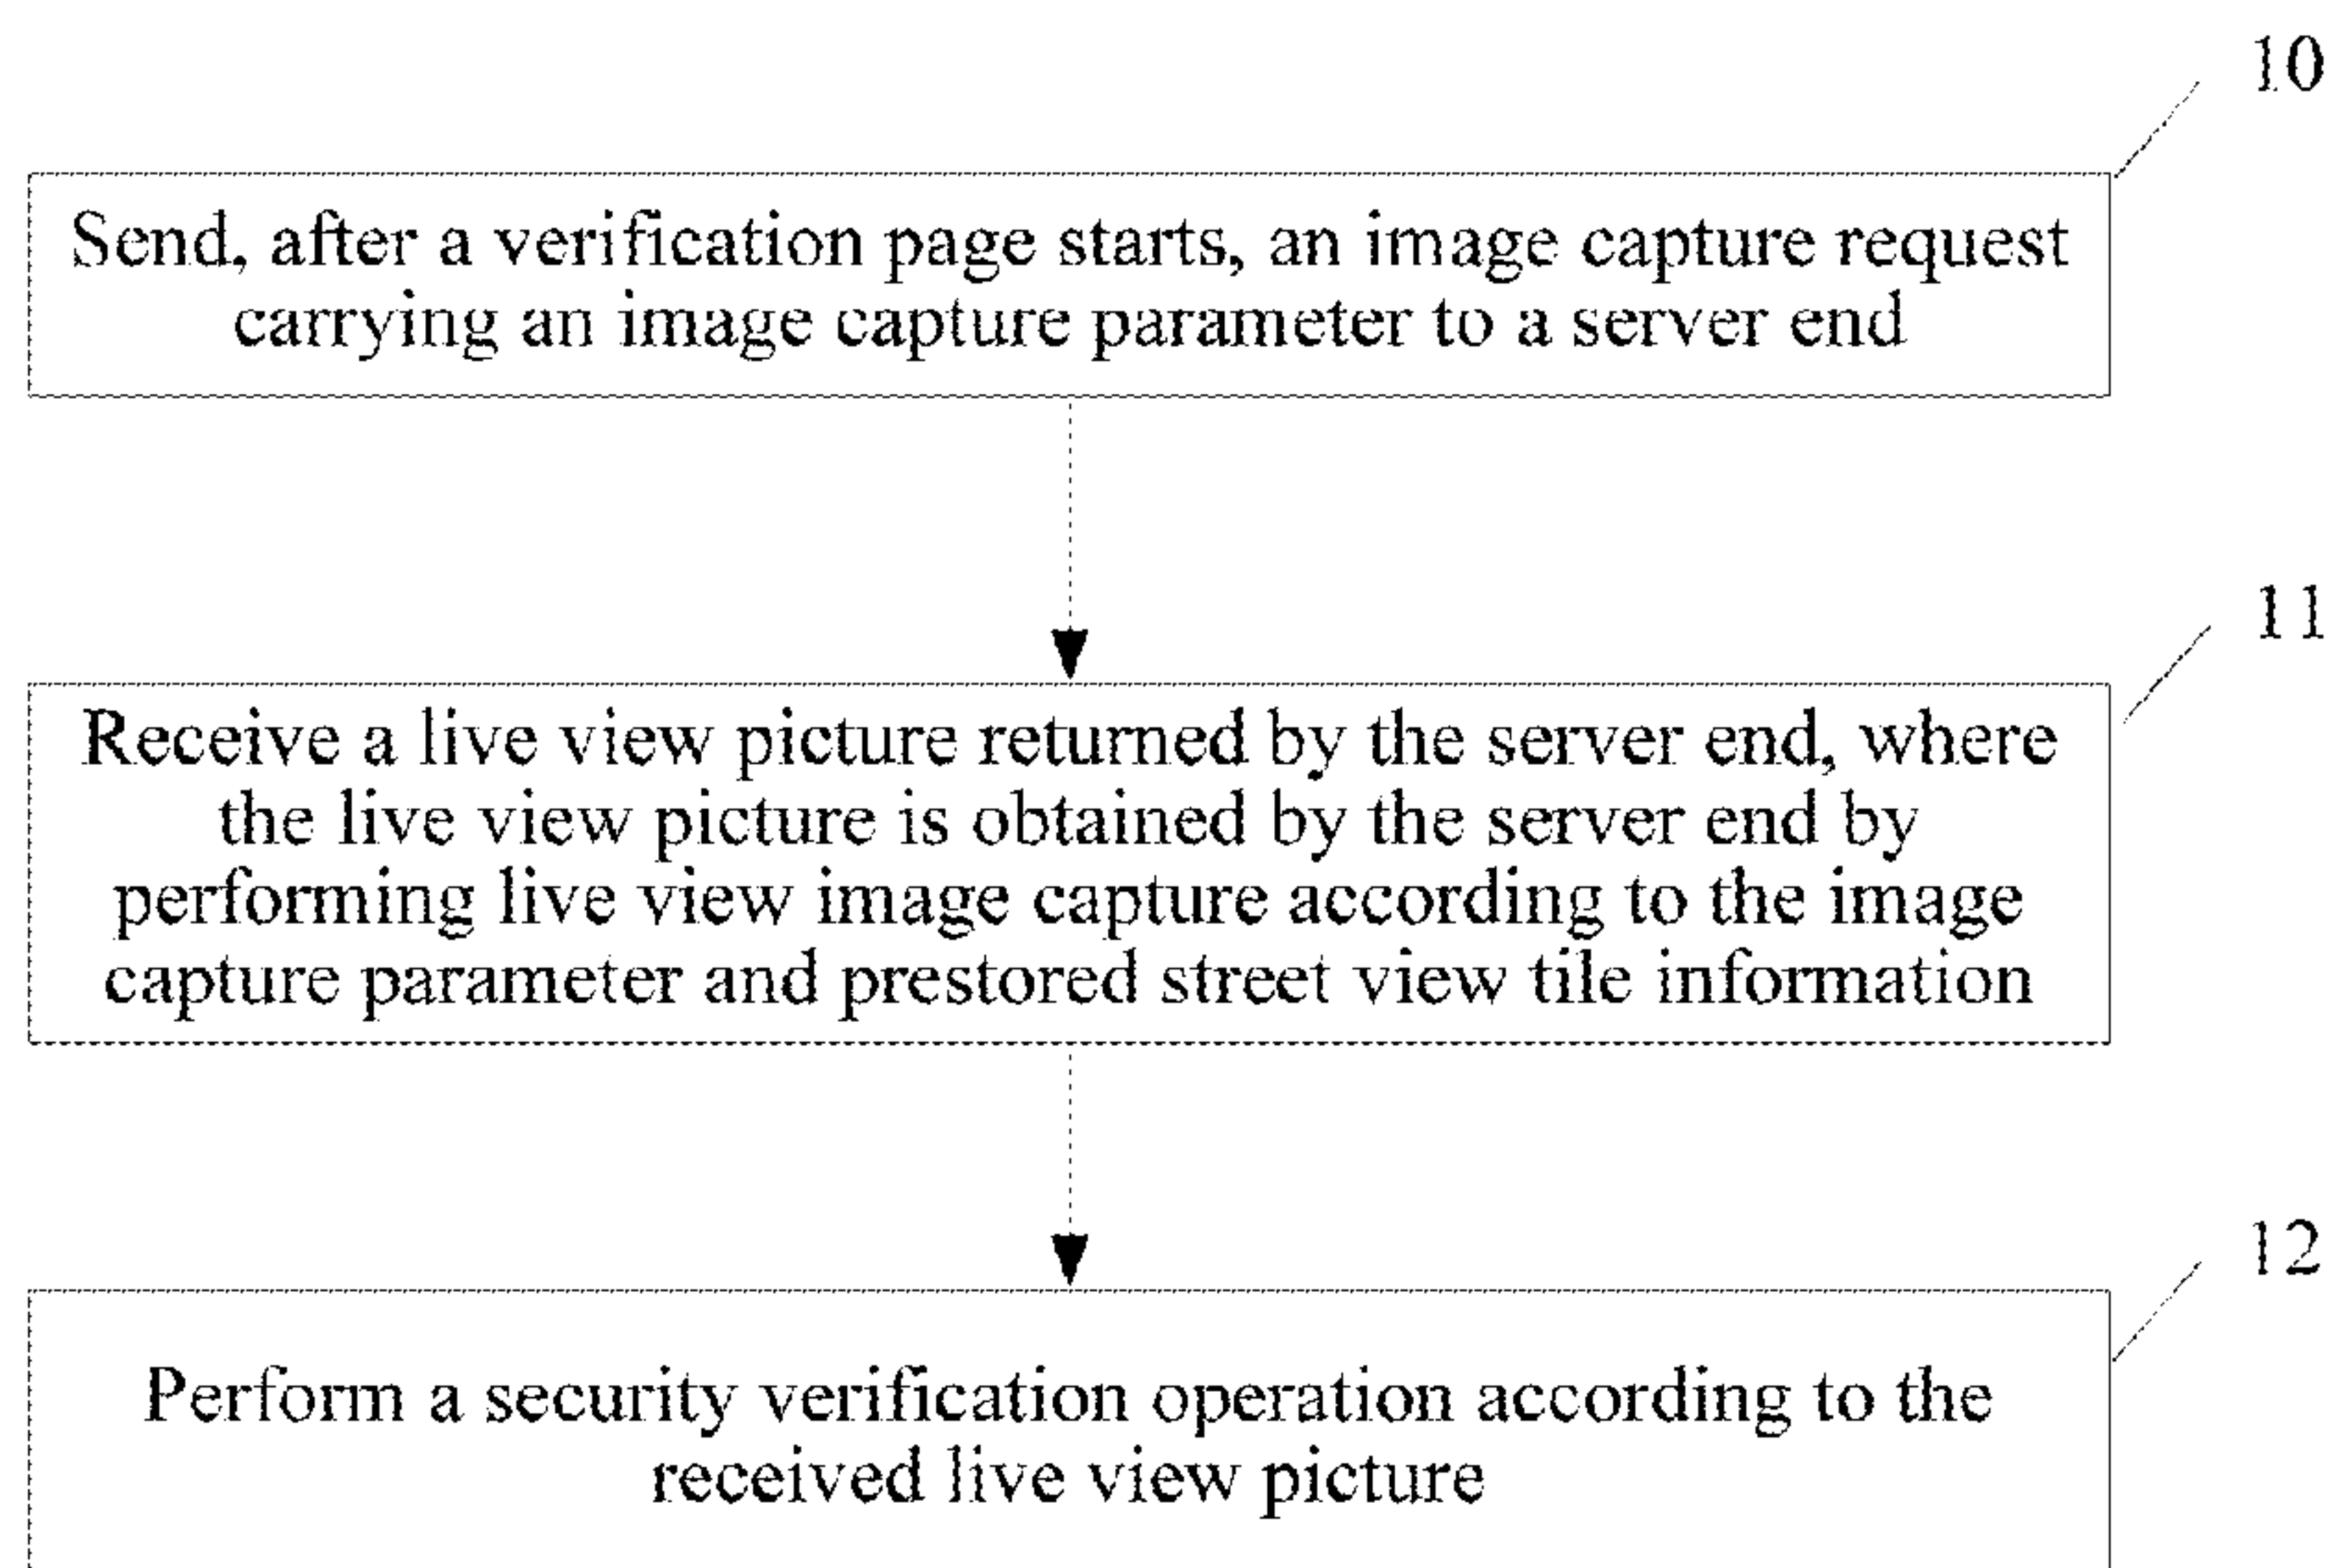 10
Send, after a verification page starts, an image capture request
carrying an image capture parameter to a server end
11
Receive a live view picture returned by the server end, where
the live view picture is obtained by the server end by
performing live view image capture according to the image
capture parameter and prestored street view tile information
12
Perform a security verification operation according to the
received live view picture